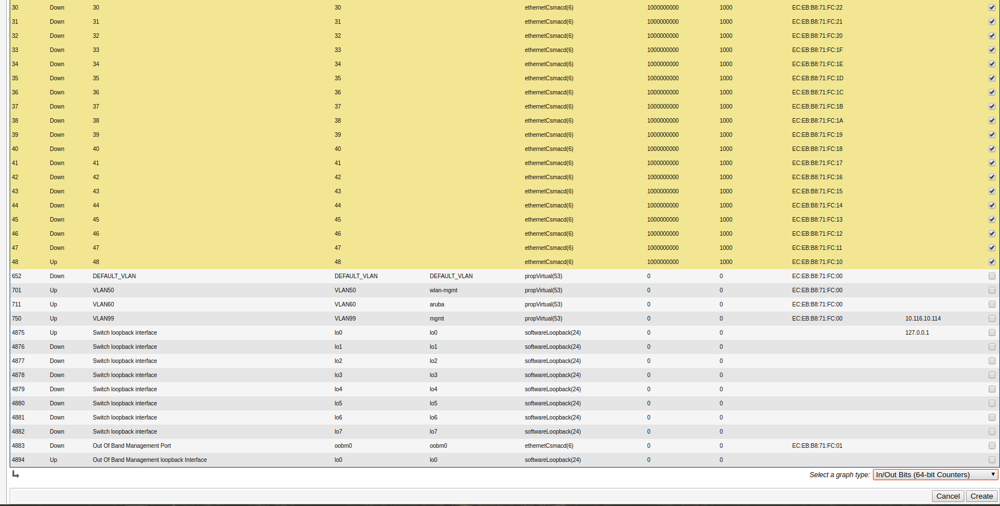 30 Down 30 30 ethernetCsmacd(6) 1000000000 1000 EC:EB:B8:71:FC:22
31 Down 31 31 ethernetCsmacd(6) 1000000000 1000 EC:EB:B8:71:FC:21
32 Down 32 32 ethernetCsmacd(6) 1000000000 1000 EC:EB:B8:71:FC:20
33 Down 33 33 ethernetCsmacd(6) 1000000000 1000 EC:EB:B8:71:FC:1F
34 Down 34 34 ethernetCsmacd(6) 1000000000 1000 EC:EB:B8:71:FC:1E
35 Down 35 35 ethernetCsmacd(6) 1000000000 1000 EC:EB:B8:71:FC:1D
36 Down 36 36 ethernetCsmacd(6) 1000000000 1000 EC:EB:B8:71:FC:1C
37 Down 37 37 ethernetCsmacd(6) 1000000000 1000 EC:EB:B8:71:FC:1B
38 Down 38 38 ethernetCsmacd(6) 1000000000 1000 EC:EB:B8:71:FC:1A
39 Down 39 39 ethernetCsmacd(6) 1000000000 1000 EC:EB:B8:71:FC:19
40 Down 40 40 ethernetCsmacd(6) 1000000000 1000 EC:EB:B8:71:FC:18
41 Down 41 41 ethernetCsmacd(6) 1000000000 1000 EC:EB:B8:71:FC:17
42 Down 42 42 ethernetCsmacd(6) 1000000000 1000 EC:EB:B8:71:FC:16
43 Down 43 43 ethernetCsmacd(6) 1000000000 1000 EC:EB:B8:71:FC:15
44 Down 44 44 ethernetCsmacd(6) 1000000000 1000 EC:EB:B8:71:FC:14
45 Down 45 45 ethernetCsmacd(6) 1000000000 1000 EC:EB:B8:71:FC:13
46 Down 46 46 ethernetCsmacd(6) 1000000000 1000 EC:EB:B8:71:FC:12
47 Down 47 47 ethernetCsmacd(6) 1000000000 1000 EC:EB:B8:71:FC:11
48 Up 48 48 ethernetCsmacd(6) 1000000000 1000 EC:EB:B8:71:FC:10
652 Down DEFAULT_VLAN DEFAULT_VLAN DEFAULT_VLAN propVirtual(53) 0 0 EC:EB:B8:71:FC:00
701 Up VLAN50 VLAN50 wlan-mgmt propVirtual(53) 0 0 EC:EB:B8:71:FC:00
711 Up VLAN60 VLAN60 aruba propVirtual(53) 0 0 EC:EB:B8:71:FC:00
750 Up VLAN99 VLAN99 mgmt propVirtual(53) 0 0 EC:EB:B8:71:FC:00 10.116.10.114
4875 Up Switch loopback interface lo0 lo0 softwareLoopback(24) 0 0 127.0.0.1
4876 Down Switch loopback interface lo1 lo1 softwareLoopback(24) 0 0
4877 Down Switch loopback interface lo2 lo2 softwareLoopback(24) 0 0
4878 Down Switch loopback interface lo3 lo3 softwareLoopback(24) 0 0
4879 Down Switch loopback interface lo4 lo4 softwareLoopback(24) 0 0
4880 Down Switch loopback interface lo5 lo5 softwareLoopback(24) 0 0
4881 Down Switch loopback interface lo6 lo6 softwareLoopback(24) 0 0
4882 Down Switch loopback interface lo7 lo7 softwareLoopback(24) 0 0
4883 Down Out Of Band Management Port oobm0 oobm0 ethernetCsmacd(6) 0 0 EC:EB:B8:71:FC:01
4894 Up Out Of Band Management loopback Interface lo0 lo0 softwareLoopback(24) 0 0
Select a graph type: In/Out Bits (64-bit Counters)
Cancel Create